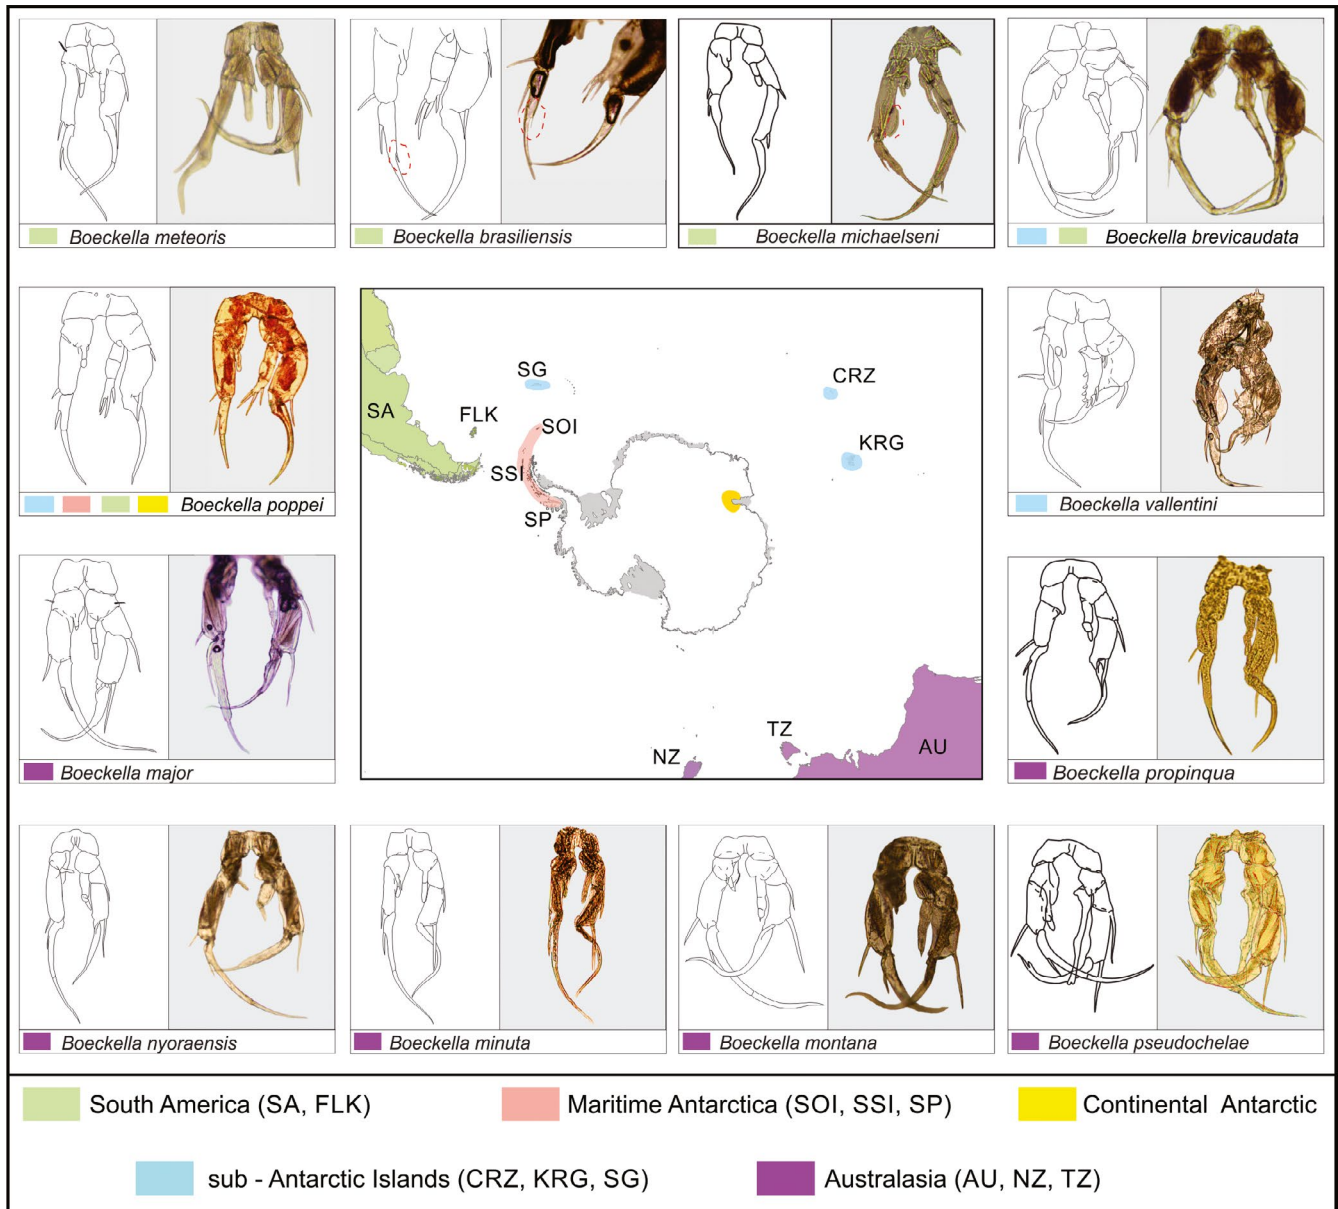 Boeckella meteoris
Boeckella brasiliensis
Boeckella michaelseni
Boeckella brevicaudata
Boeckella poppei
SG
CRZ
SA
FLK
SOI
KRG
SSI
SP
TZ
NZ
AU
Boeckella vallentini
Boeckella major
Boeckella propinqua
Boeckella nyoraensis
Boeckella minuta
Boeckella montana
Boeckella pseudochelae
South America (SA, FLK)
Maritime Antarctica (SOI, SSI, SP)
Continental Antarctic
sub - Antarctic Islands (CRZ, KRG, SG)
Australasia (AU, NZ, TZ)